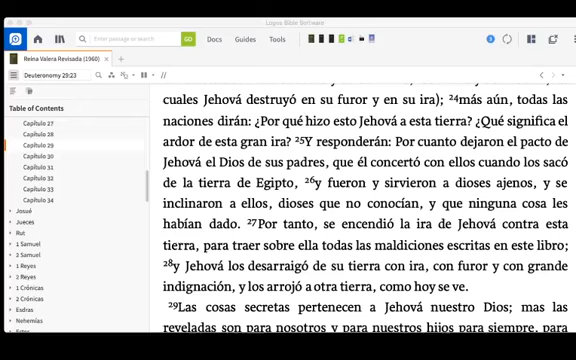 Logos Bible Software
Enter passage or search
GO
Docs
Guides
Tools
Reina Valera Revisada (1960)
Deuteronomy 29:23
Table of Contents
Capítulo 27
Capítulo 28
Capítulo 29
Capítulo 30
Capítulo 31
Capítulo 32
Capítulo 33
Capítulo 34
Josué
Jueces
Rut
1 Samuel
2 Samuel
1 Reyes
2 Reyes
1 Crónicas
2 Crónicas
Esdras
Nehemías
cuales Jehová destruyó en su furor y en su ira); 24más aún, todas las
naciones dirán: ¿Por qué hizo esto Jehová a esta tierra? ¿Qué significa el
ardor de esta gran ira? 25Y responderán: Por cuanto dejaron el pacto de
Jehová el Dios de sus padres, que él concertó con ellos cuando los sacó
de la tierra de Egipto, 26y fueron y sirvieron a dioses ajenos, y se
inclinaron a ellos, dioses que no conocían, y que ninguna cosa les
habían dado. 27Por tanto, se encendió la ira de Jehová contra esta
tierra, para traer sobre ella todas las maldiciones escritas en este libro;
28y Jehová los desarraigó de su tierra con ira, con furor y con grande
indignación, y los arrojó a otra tierra, como hoy se ve.
29Las cosas secretas pertenecen a Jehová nuestro Dios; mas las
reveladas son para nosotros y para nuestros hijos para siempre, para